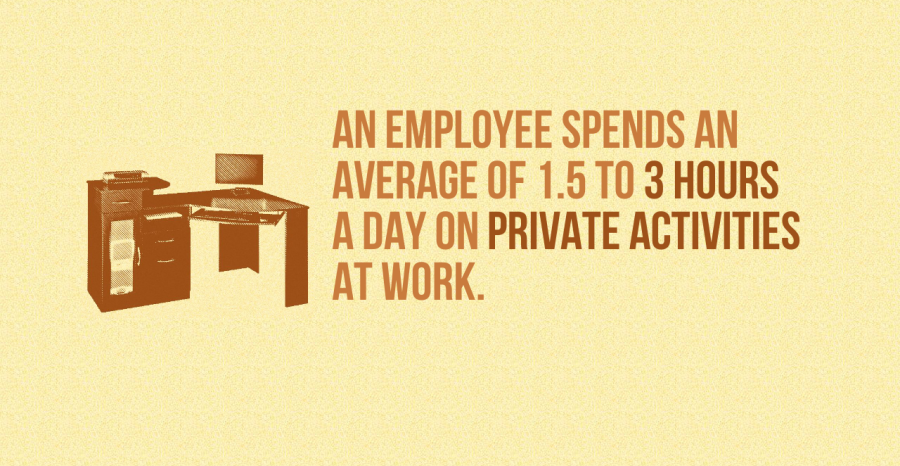 AN EMPLOYEE SPENDS AN
AVERAGE OF 1.5 TO 3 HOURS
A DAY ON PRIVATE ACTIVITIES
AT WORK.